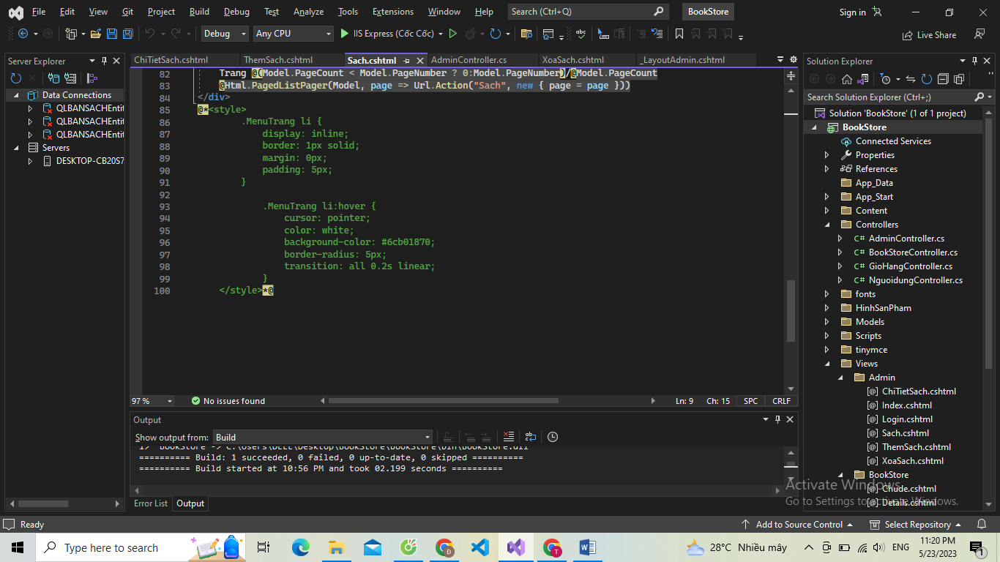 File Edit View Git Project Build Debug Test Analyze Tools Extensions Window Help Search (Ctrl+Q) BookStore Sign in
Debug Any CPU IIS Express (Cốc Cốc) Live Share
Server Explorer
Data Connections
QLBANSACHEntit
QLBANSACHEntit
QLBANSACHEntit
Servers
DESKTOP-CB20S7
ChiTietSach.cshtml ThemSach.cshtml Sach.cshtml AdminController.cs XoaSach.cshtml _LayoutAdmin.cshtml
82 Trang @(Model.PageCount < Model.PageNumber ? 0:Model.PageNumber)/@Model.PageCount
83 @Html.PagedListPager(Model, page => Url.Action("Sach", new { page = page }))
84 </div>
85 @*<style>
86 .MenuTrang li {
87 display: inline;
88 border: 1px solid;
89 margin: 0px;
90 padding: 5px;
91 }
92
93 .MenuTrang li:hover {
94 cursor: pointer;
95 color: white;
96 background-color: #6cb01870;
97 border-radius: 5px;
98 transition: all 0.2s linear;
99 }
100 </style>*@
97 % No issues found Ln: 9 Ch: 15 SPC CRLF
Output
Show output from: Build
1> BookStore -> C:\Users\DELL\Desktop\BookStore\BookStore\bin\BookStore.dll
========== Build: 1 succeeded, 0 failed, 0 up-to-date, 0 skipped ==========
========== Build started at 10:56 PM and took 02.199 seconds ==========
Error List Output
Solution Explorer
Search Solution Explorer (Ctrl+;)
Solution 'BookStore' (1 of 1 project)
BookStore
Connected Services
Properties
References
App_Data
App_Start
Content
Controllers
C# AdminController.cs
C# BookStoreController.cs
C# GioHangController.cs
C# NguoidungController.cs
fonts
HinhSanPham
Models
Scripts
tinymce
Views
Admin
[@] ChiTietSach.cshtml
[@] Index.cshtml
[@] Login.cshtml
[@] Sach.cshtml
[@] ThemSach.cshtml
[@] XoaSach.cshtml
BookStore
[@] Chude.cshtml
[@] Details.cshtml
Activate Windows
Go to Settings to activate Windows.
Ready Add to Source Control Select Repository
Type here to search 28°C Nhiều mây ENG 11:20 PM
5/23/2023 1